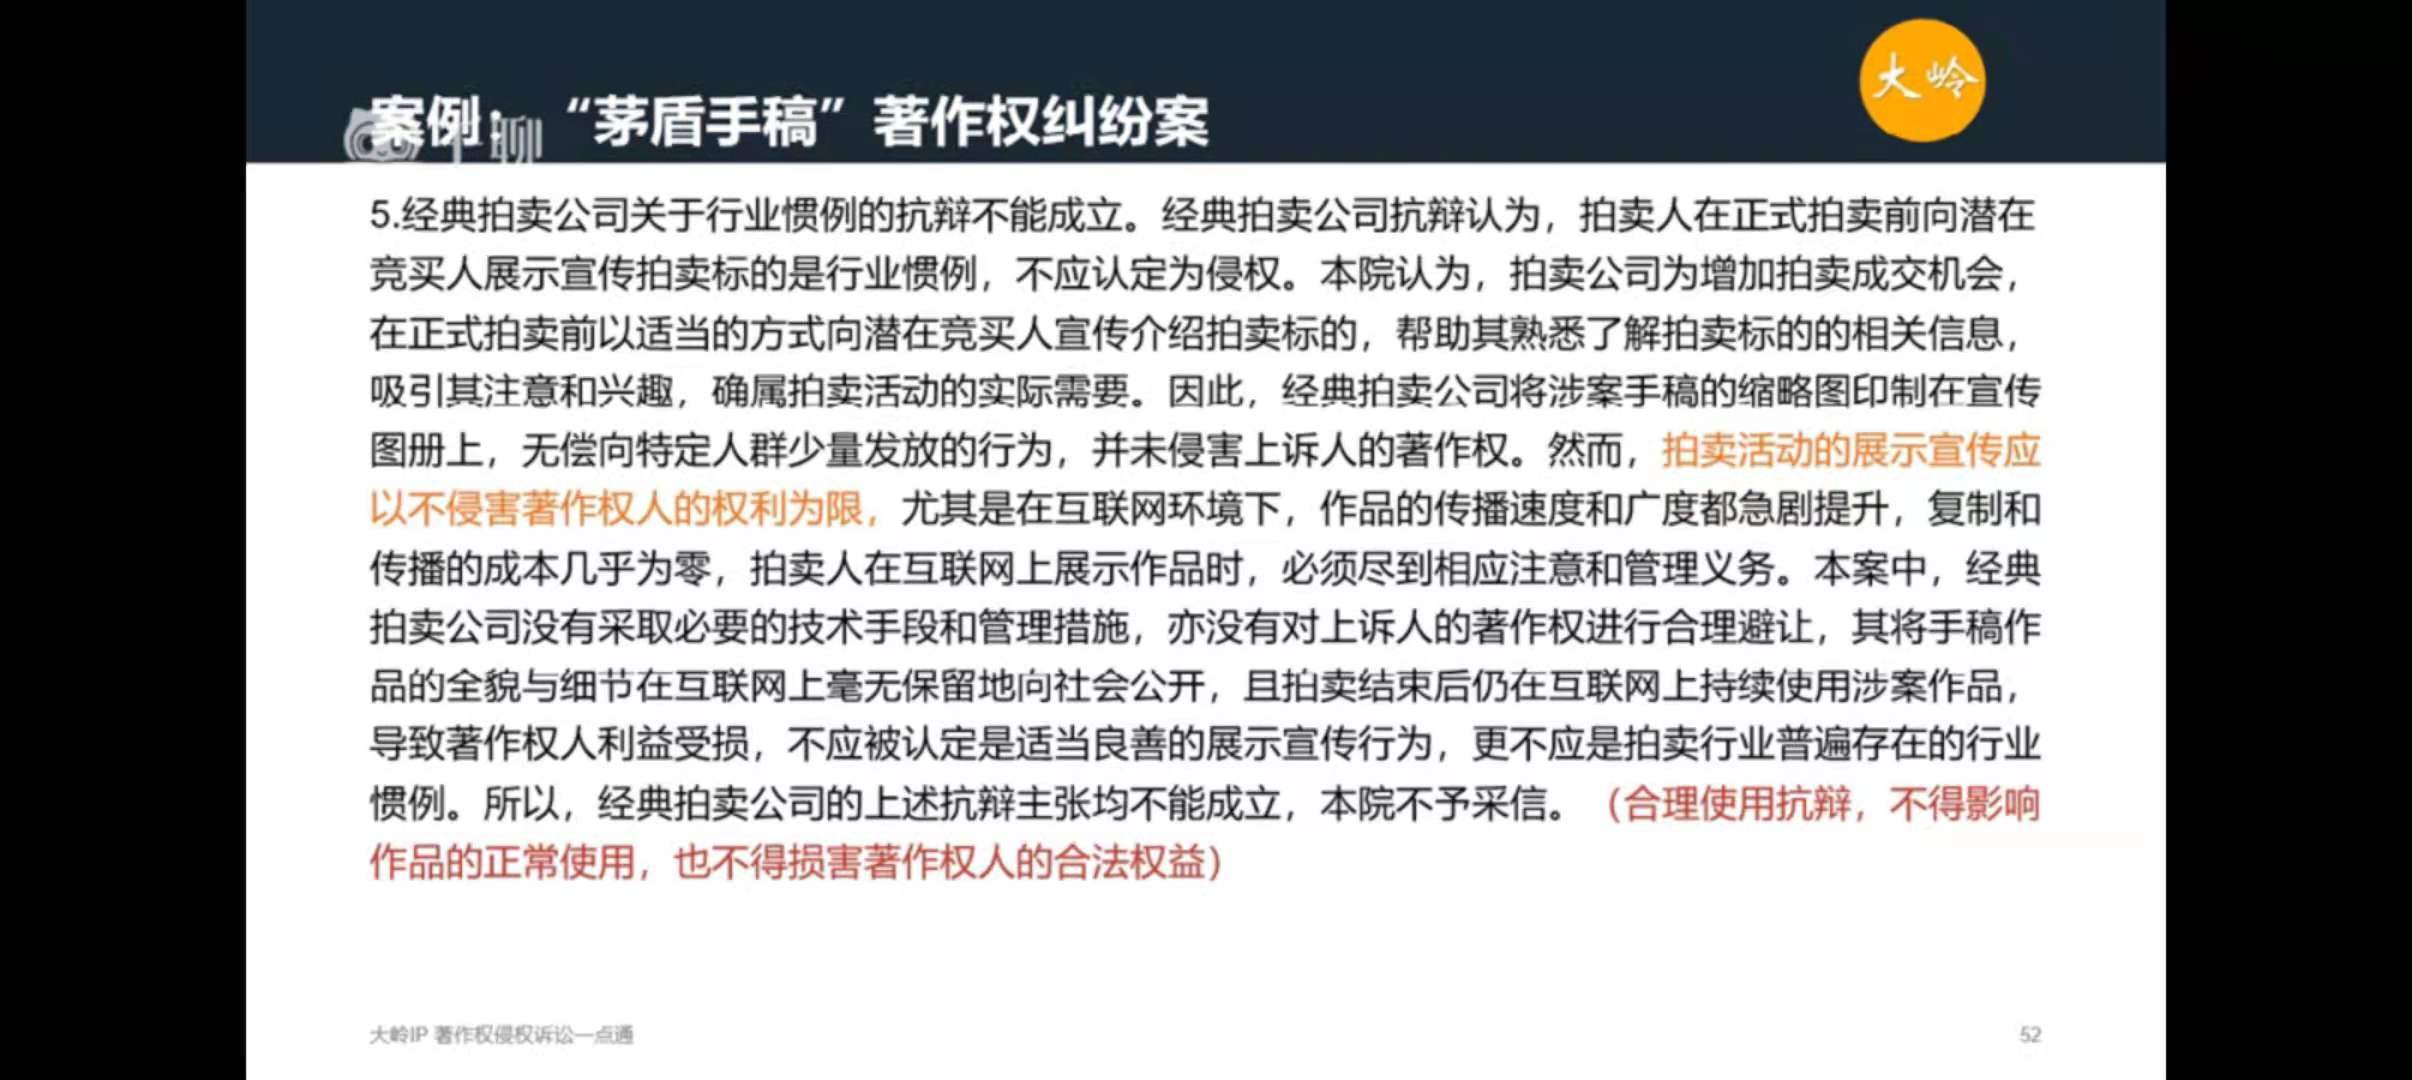 大岭
案例：“茅盾手稿”著作权纠纷案
千聊
5.经典拍卖公司关于行业惯例的抗辩不能成立。经典拍卖公司抗辩认为，拍卖人在正式拍卖前向潜在
竞买人展示宣传拍卖标的是行业惯例，不应认定为侵权。本院认为，拍卖公司为增加拍卖成交机会，
在正式拍卖前以适当的方式向潜在竞买人宣传介绍拍卖标的，帮助其熟悉了解拍卖标的的相关信息，
吸引其注意和兴趣，确属拍卖活动的实际需要。因此，经典拍卖公司将涉案手稿的缩略图印制在宣传
图册上，无偿向特定人群少量发放的行为，并未侵害上诉人的著作权。然而，拍卖活动的展示宣传应
以不侵害著作权人的权利为限，尤其是在互联网环境下，作品的传播速度和广度都急剧提升，复制和
传播的成本几乎为零，拍卖人在互联网上展示作品时，必须尽到相应注意和管理义务。本案中，经典
拍卖公司没有采取必要的技术手段和管理措施，亦没有对上诉人的著作权进行合理避让，其将手稿作
品的全貌与细节在互联网上毫无保留地向社会公开，且拍卖结束后仍在互联网上持续使用涉案作品，
导致著作权人利益受损，不应被认定是适当良善的展示宣传行为，更不应是拍卖行业普遍存在的行业
惯例。所以，经典拍卖公司的上述抗辩主张均不能成立，本院不予采信。（合理使用抗辩，不得影响
作品的正常使用，也不得损害著作权人的合法权益）
大岭IP 著作权侵权诉讼一点通
52